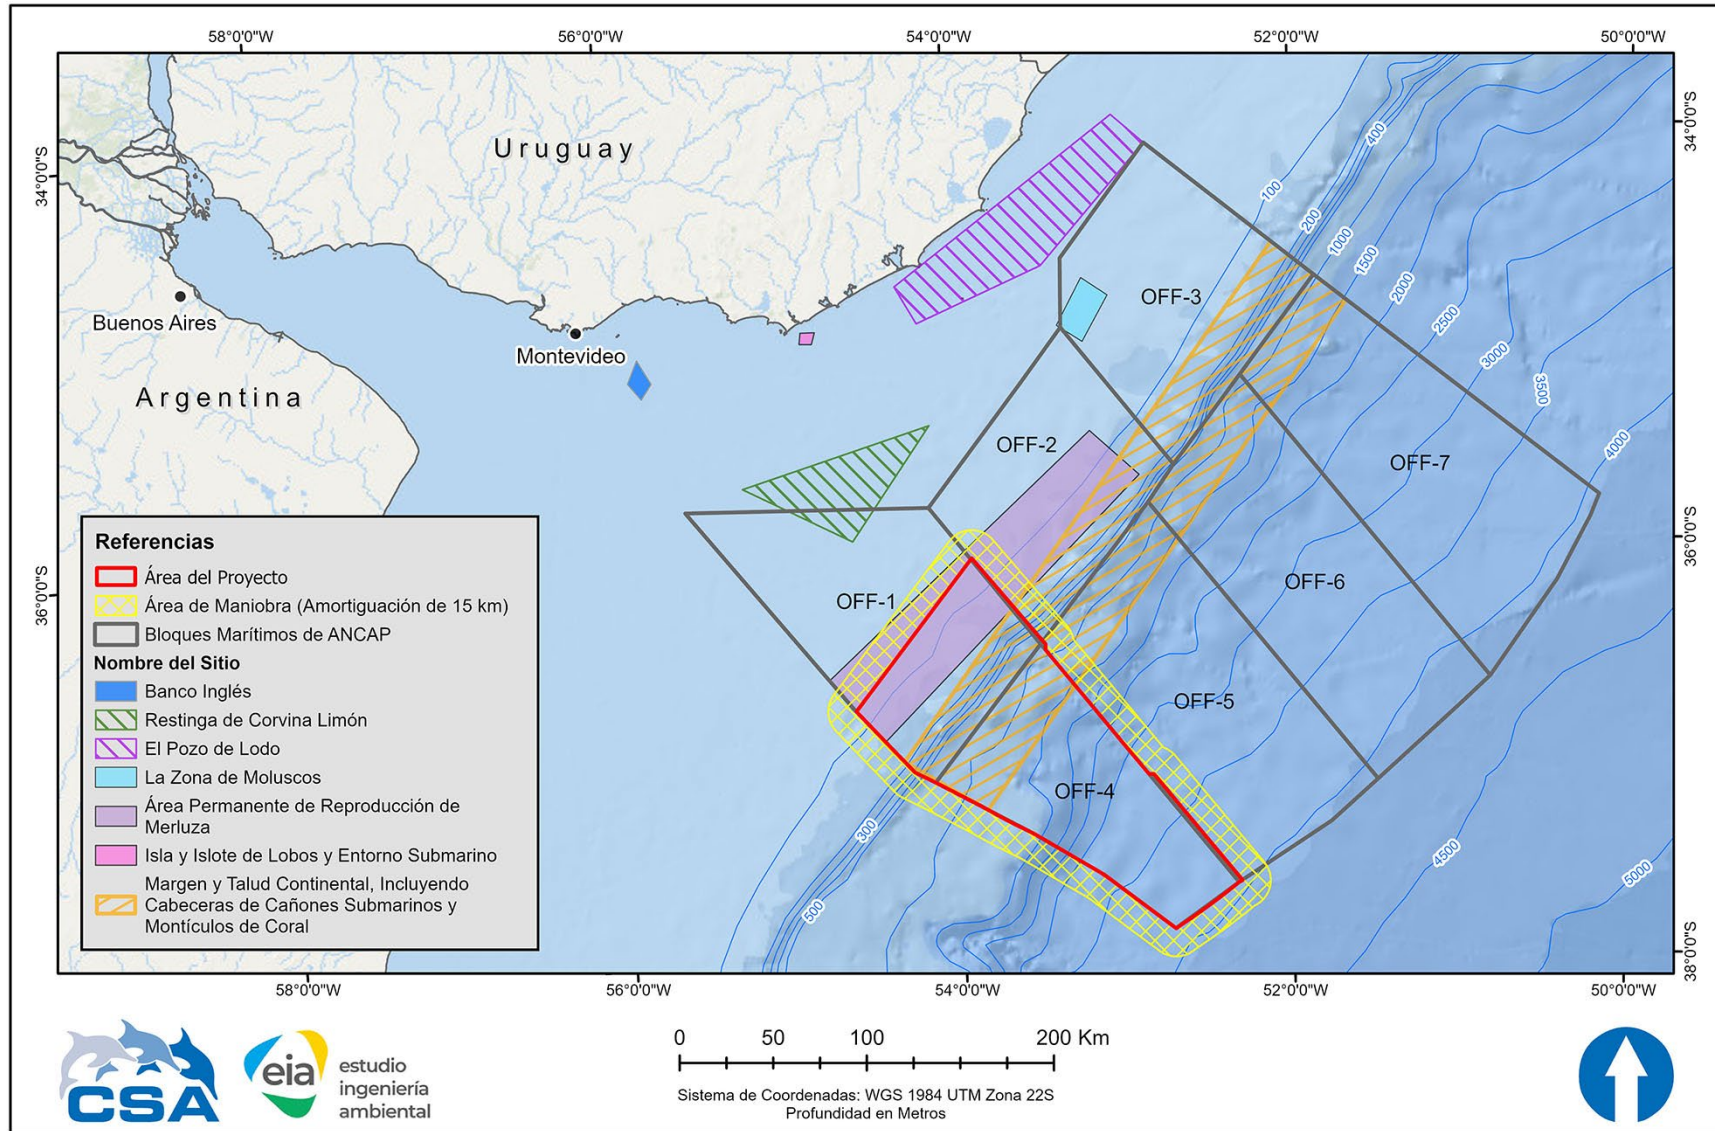 58°0'0"W
56°0'0"W
54°0'0"W
52°0'0"W
50°0'0"W
34°0'0"S
34°0'0"S
Uruguay
400
100
200
1000
1500
2000
2500
3000
3500
4000
OFF-3
Buenos Aires
Montevideo
Argentina
OFF-2
OFF-7
36°0'0"S
36°0'0"S
OFF-6
OFF-1
OFF-5
OFF-4
300
500
4500
5000
38°0'0"S
Referencias
Área del Proyecto
Área de Maniobra (Amortiguación de 15 km)
Bloques Marítimos de ANCAP
Nombre del Sitio
Banco Inglés
Restinga de Corvina Limón
El Pozo de Lodo
La Zona de Moluscos
Área Permanente de Reproducción de
Merluza
Isla y Islote de Lobos y Entorno Submarino
Margen y Talud Continental, Incluyendo
Cabeceras de Cañones Submarinos y
Montículos de Coral
58°0'0"W
56°0'0"W
54°0'0"W
52°0'0"W
50°0'0"W
CSA
eia
estudio
ingeniería
ambiental
0 50 100 200 Km
Sistema de Coordenadas: WGS 1984 UTM Zona 22S
Profundidad en Metros